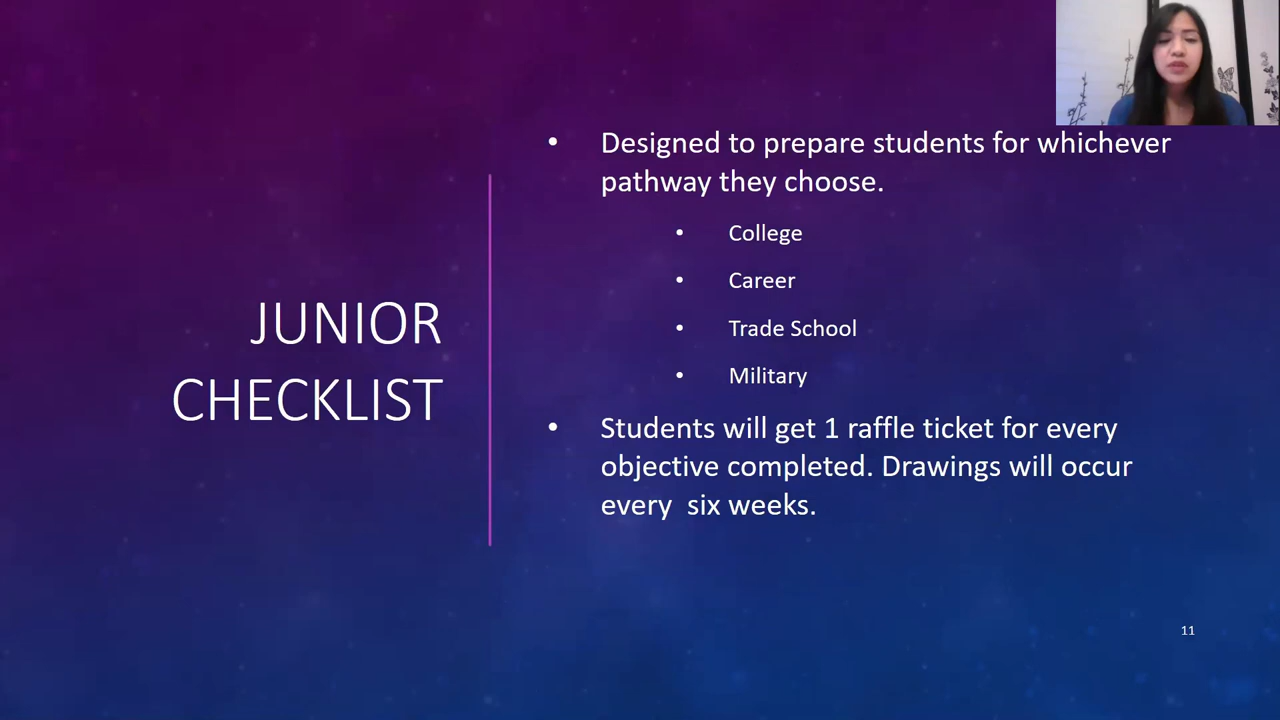 JUNIOR
CHECKLIST
• Designed to prepare students for whichever
pathway they choose.
• College
• Career
• Trade School
• Military
• Students will get 1 raffle ticket for every
objective completed. Drawings will occur
every  six weeks.
11